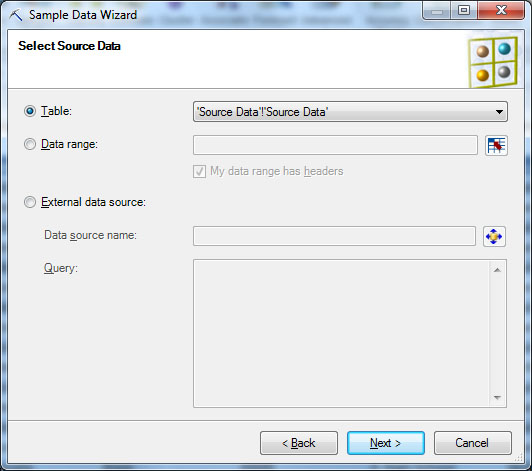 Sample Data Wizard
Select Source Data
Table:
'Source Data'!'Source Data'
Data range:
My data range has headers
External data source:
Data source name:
Query:
< Back
Next >
Cancel